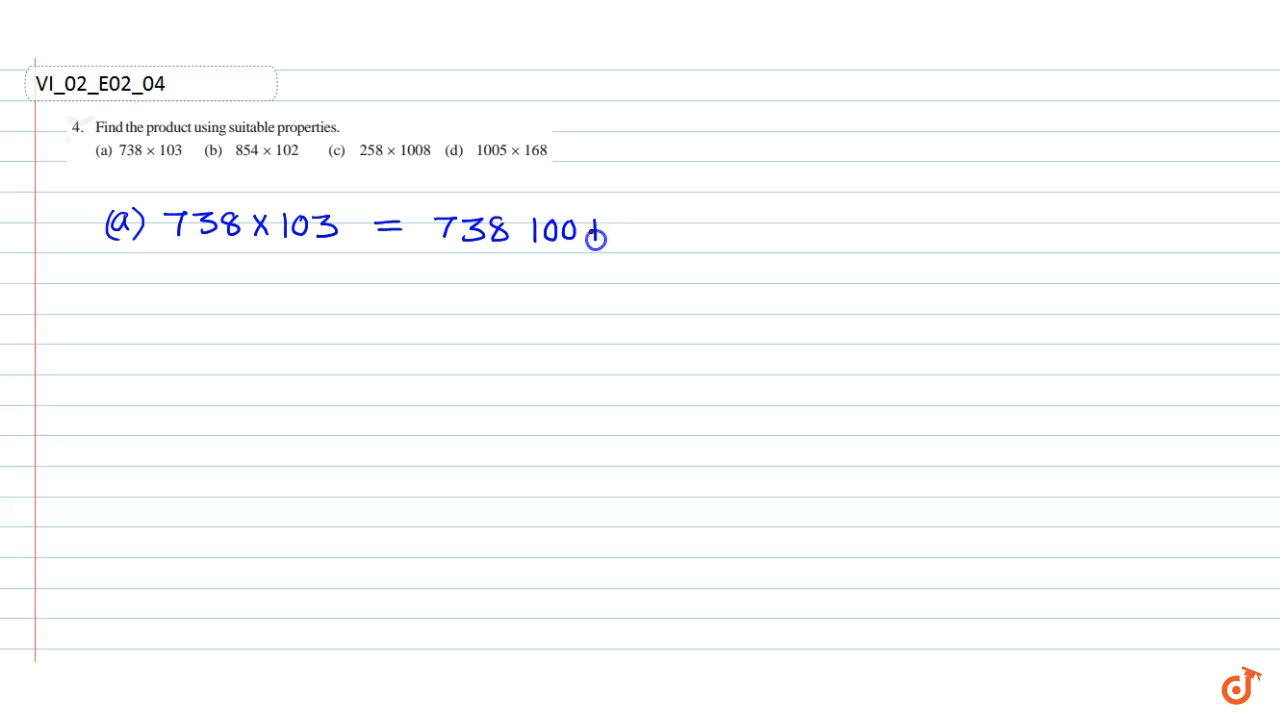 VI_02_E02_04
4. Find the product using suitable properties.
(a) 738 × 103 (b) 854 × 102 (c) 258 × 1008 (d) 1005 × 168
(a) 738 × 103 = 738 100 +